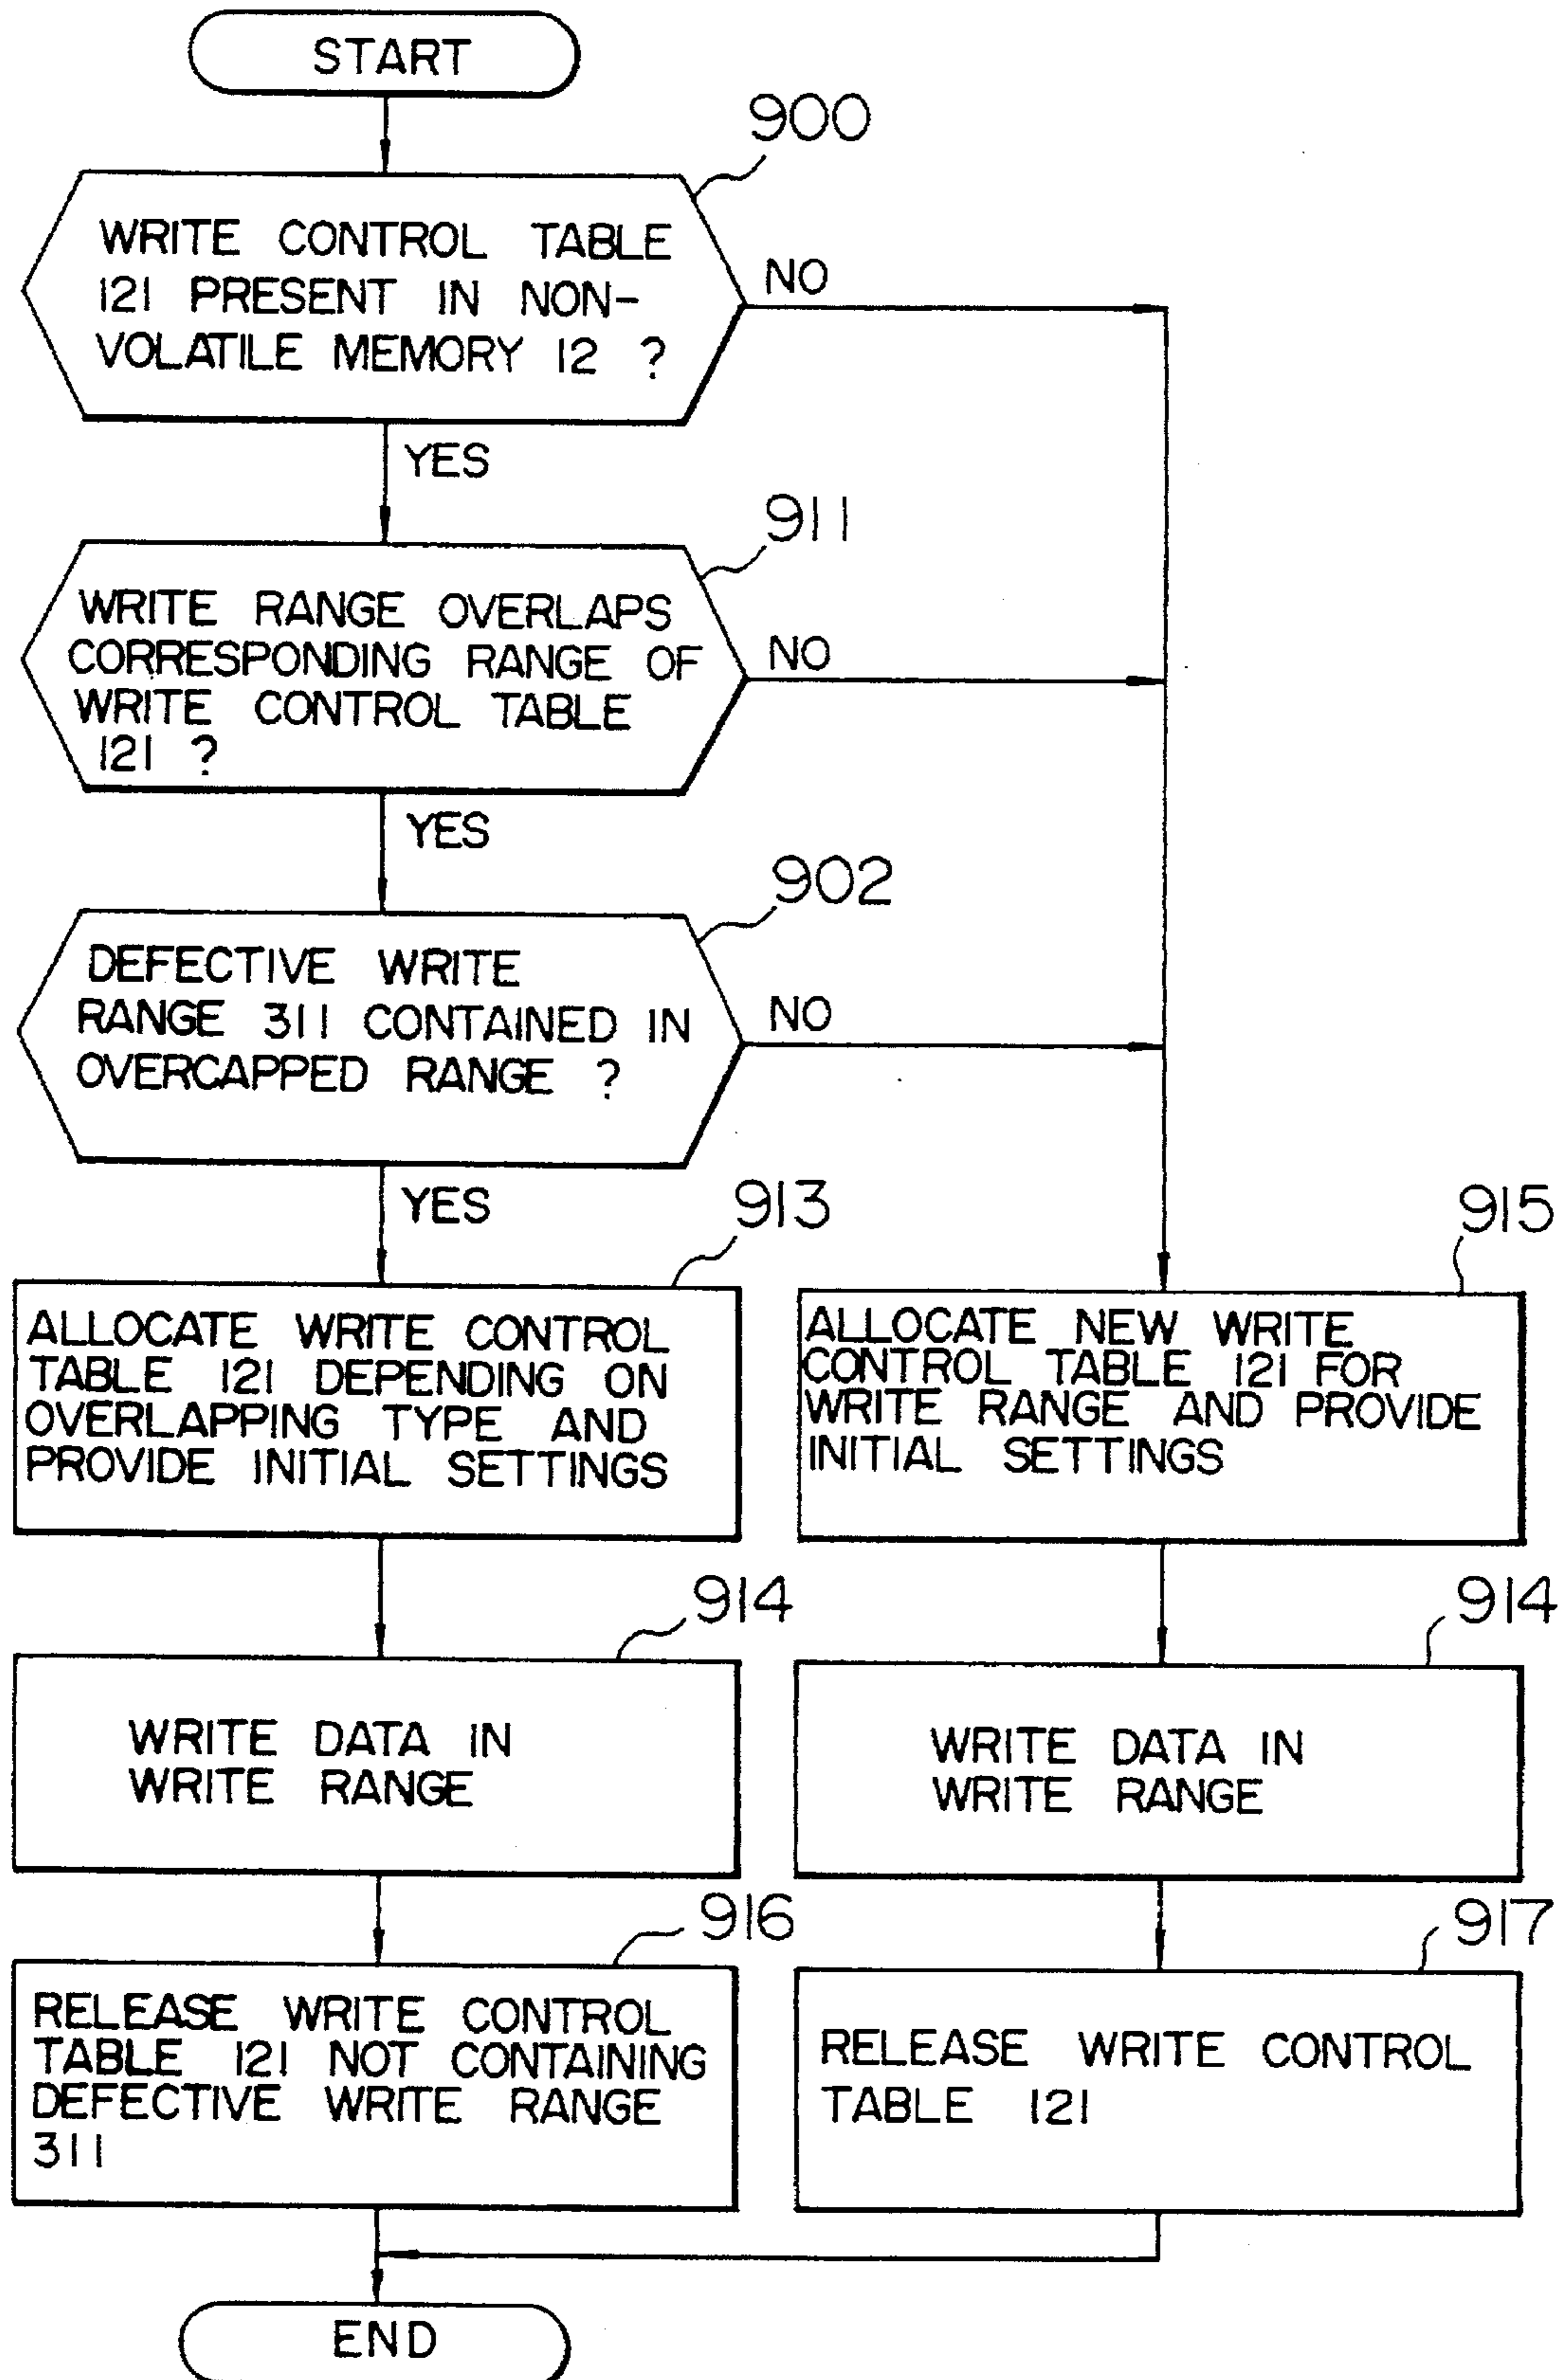 START
900
WRITE CONTROL TABLE
121 PRESENT IN NON-
VOLATILE MEMORY 12 ?
NO
YES
911
WRITE RANGE OVERLAPS
CORRESPONDING RANGE OF
WRITE CONTROL TABLE
121 ?
NO
YES
902
DEFECTIVE WRITE
RANGE 311 CONTAINED IN
OVERCAPPED RANGE ?
NO
YES
913
ALLOCATE WRITE CONTROL
TABLE 121 DEPENDING ON
OVERLAPPING TYPE AND
PROVIDE INITIAL SETTINGS
915
ALLOCATE NEW WRITE
CONTROL TABLE 121 FOR
WRITE RANGE AND PROVIDE
INITIAL SETTINGS
914
WRITE DATA IN
WRITE RANGE
914
WRITE DATA IN
WRITE RANGE
916
RELEASE WRITE CONTROL
TABLE 121 NOT CONTAINING
DEFECTIVE WRITE RANGE
311
917
RELEASE WRITE CONTROL
TABLE 121
END